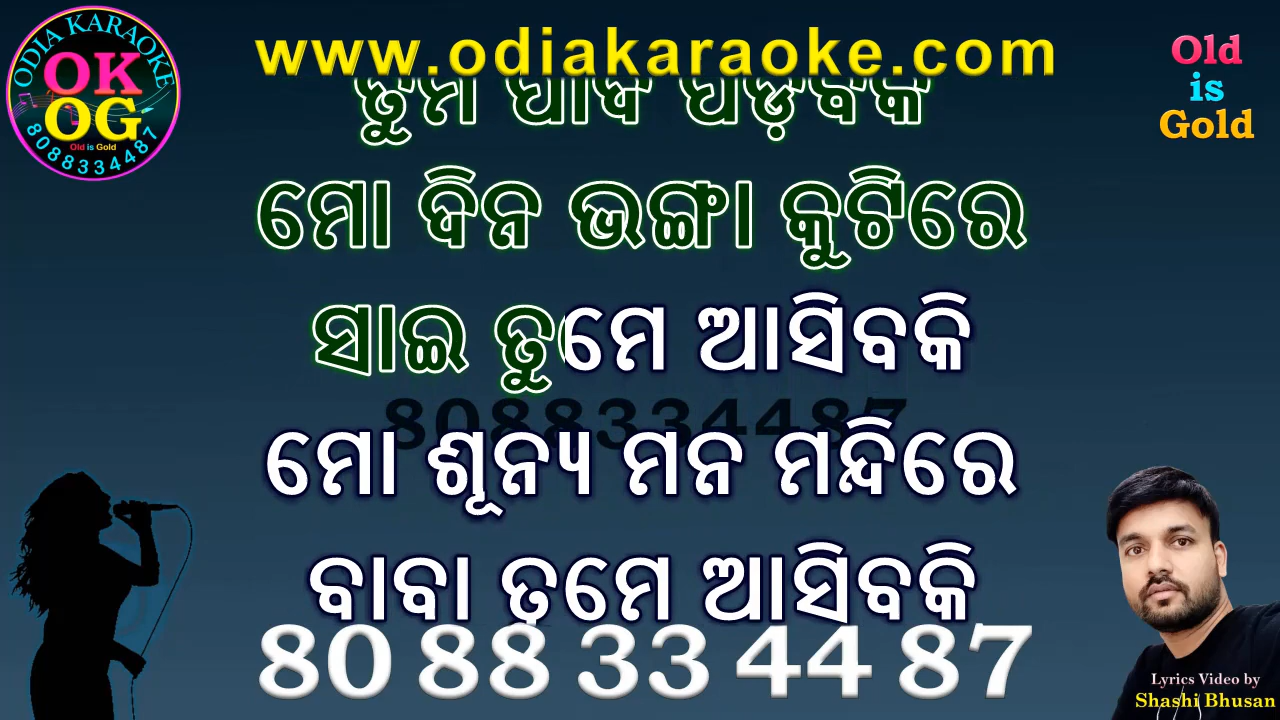 ODIA KARAOKE
OK
OG
Old is Gold
8088334487
www.odiakaraoke.com
Old
is
Gold
ମୋ ଦିନ ଭଙ୍ଗା କୁଟିରେ
ସାଇ ତୁମେ ଆସିବକି
8088334487
ମୋ ଶୂନ୍ୟ ମନ ମନ୍ଦିରେ
ବାବା ତୁମେ ଆସିବକି
80 88 33 44 87
Lyrics Video by
Shashi Bhusan